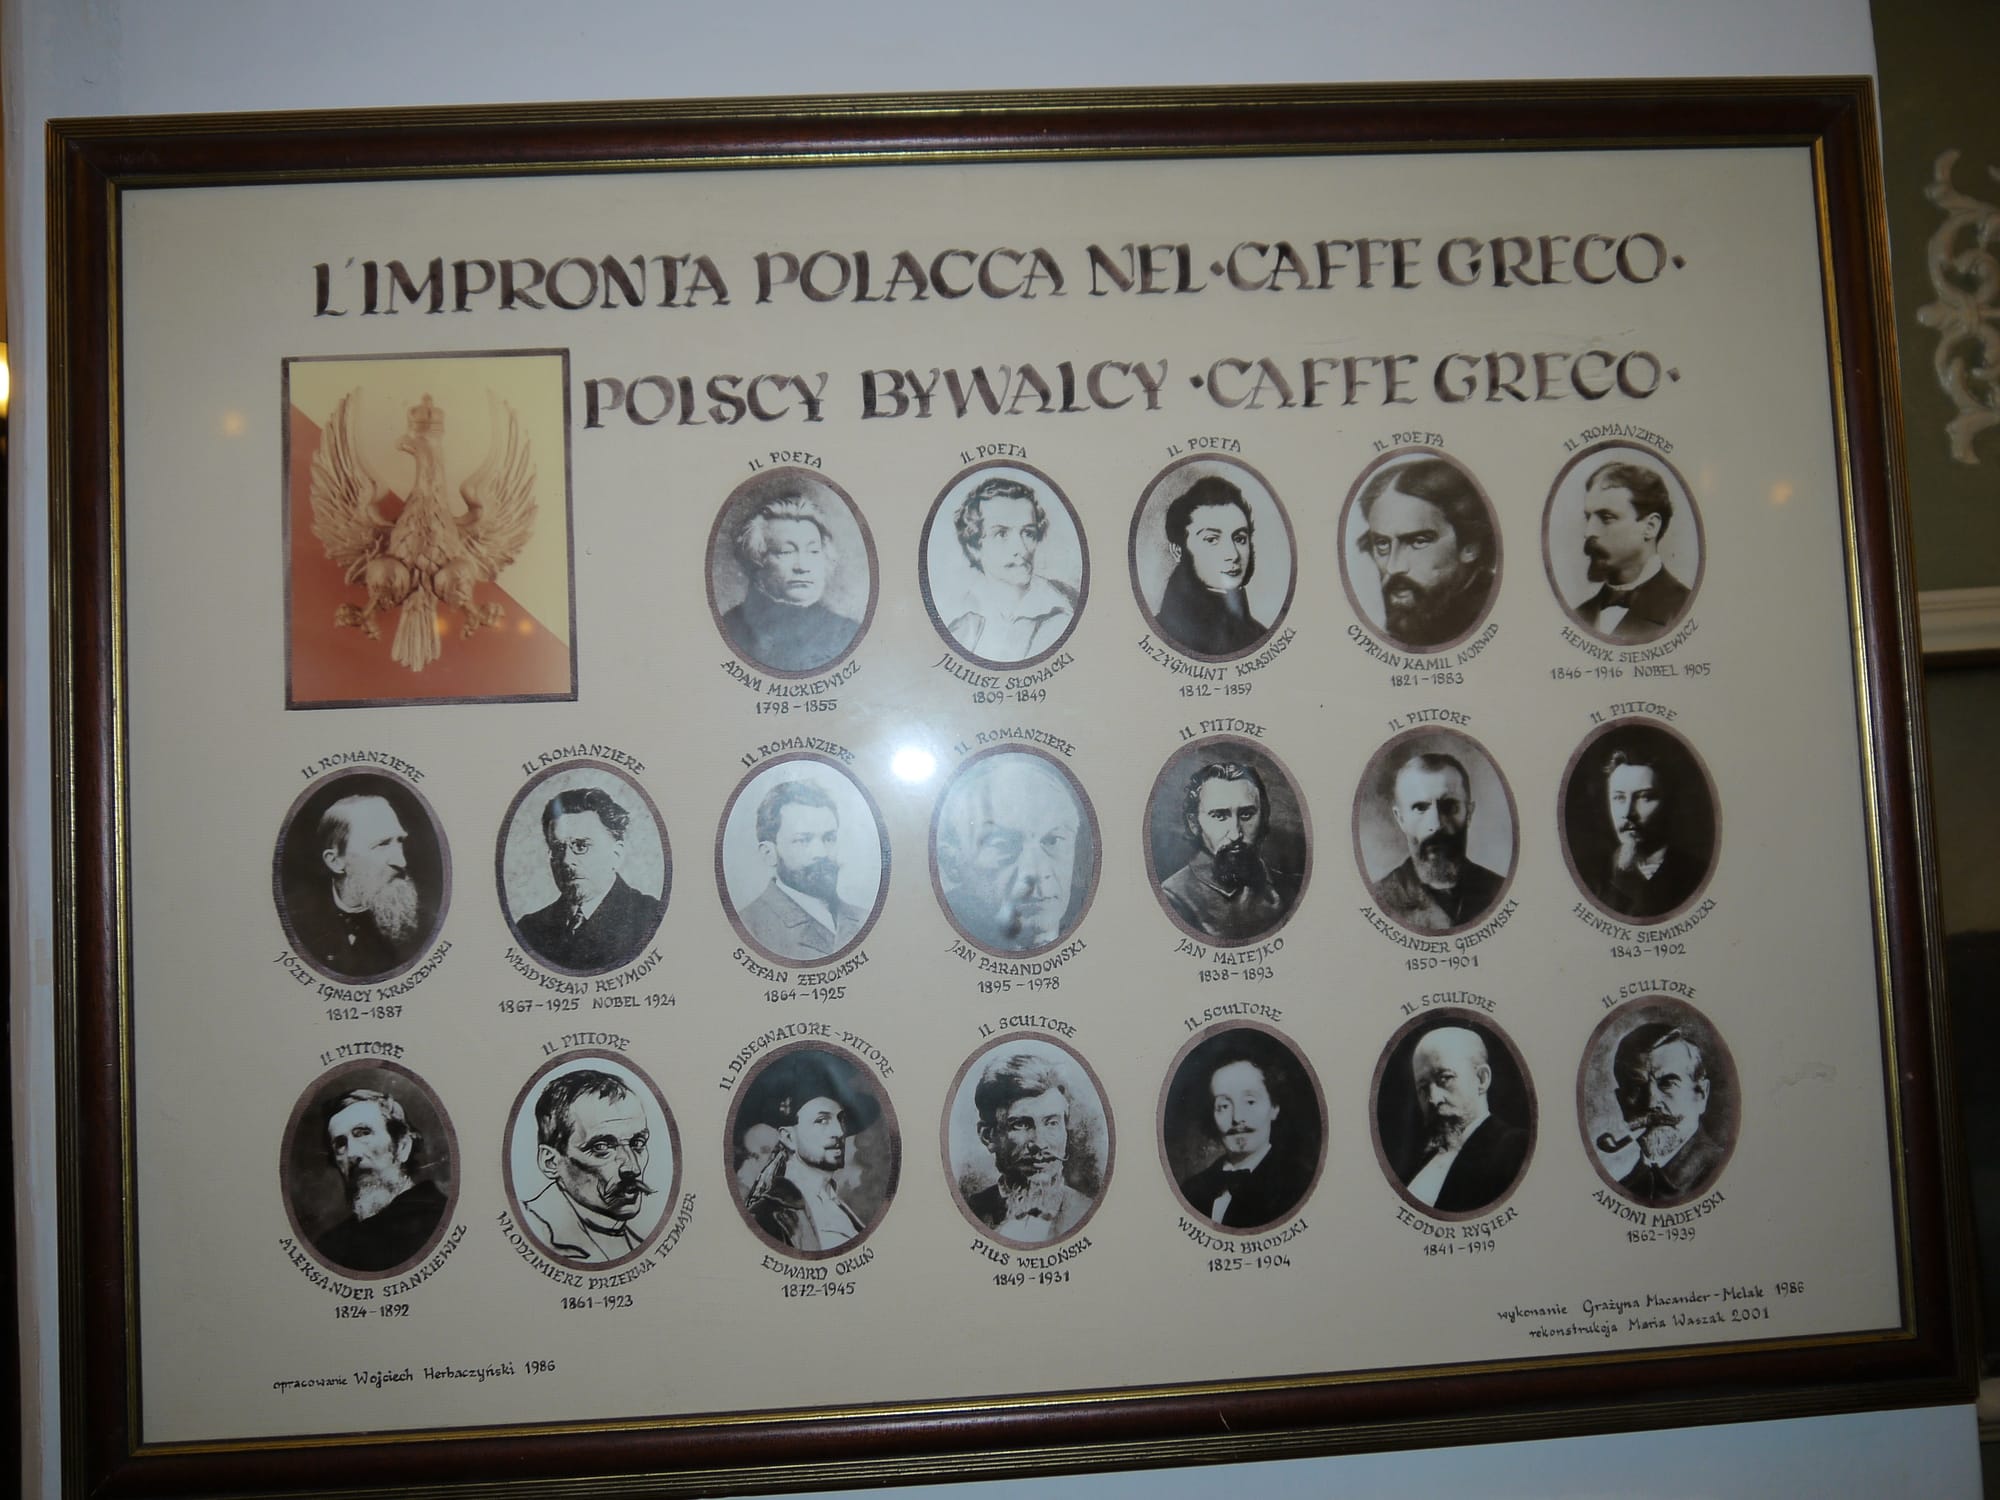 L'IMPRONTA POLACCA NEL·CAFFE GRECO·
POLSCY BYWALCY ·CAFFE GRECO·
IL POETA
ADAM MICKIEWICZ
1798-1855
IL POETA
JULIUSZ SŁOWACKI
1809-1849
IL POETA
hr. ZYGMUNT KRASIŃSKI
1812-1859
IL POETA
CYPRIAN KAMIL NORWID
1821-1883
IL ROMANZIERE
HENRYK SIENKIEWICZ
1846-1916 NOBEL 1905
IL ROMANZIERE
JÓZEF IGNACY KRASZEWSKI
1812-1887
IL ROMANZIERE
WŁADYSŁAW REYMONT
1867-1925 NOBEL 1924
IL ROMANZIERE
STEFAN ŻEROMSKI
1864-1925
IL ROMANZIERE
JAN PARANDOWSKI
1895-1978
IL PITTORE
JAN MATEJKO
1838-1893
IL PITTORE
ALEKSANDER GIERYMSKI
1850-1901
IL PITTORE
HENRYK SIEMIRADZKI
1843-1902
IL PITTORE
ALEKSANDER STANKIEWICZ
1824-1892
IL PITTORE
WŁODZIMIERZ PRZERWA TETMAJER
1861-1923
IL DISEGNATORE-PITTORE
EDWARD OKUŃ
1872-1945
IL SCULTORE
PIUS WELOŃSKI
1849-1931
IL SCULTORE
WIKTOR BRODZKI
1825-1904
IL SCULTORE
TEODOR RYGIER
1841-1919
IL SCULTORE
ANTONI MADEYSKI
1862-1939
wykonanie Grażyna Macander-Melak 1986
rekonstrukcja Maria Waszak 2001
opracowanie Wojciech Herbaczyński 1986